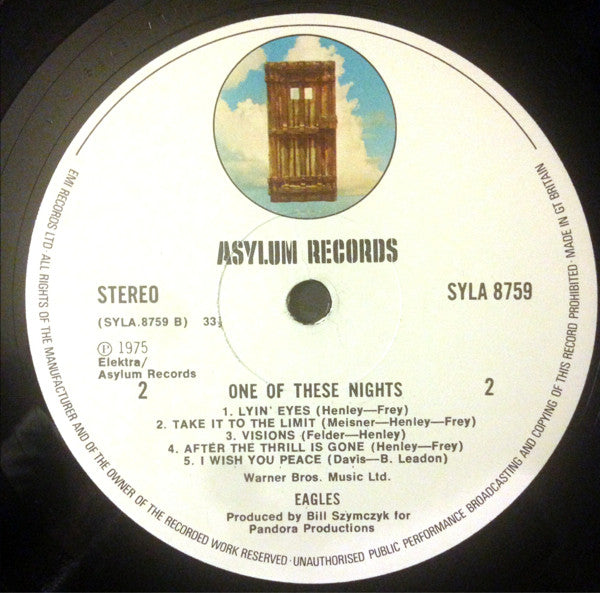 ASYLUM RECORDS
STEREO
SYLA 8759
(SYLA.8759 B) 33⅓
Ⓟ 1975
Elektra/
Asylum Records
2
ONE OF THESE NIGHTS
2
1. LYIN' EYES (Henley—Frey)
2. TAKE IT TO THE LIMIT (Meisner—Henley—Frey)
3. VISIONS (Felder—Henley)
4. AFTER THE THRILL IS GONE (Henley—Frey)
5. I WISH YOU PEACE (Davis—B. Leadon)
Warner Bros. Music Ltd.
EAGLES
Produced by Bill Szymczyk for
Pandora Productions
EMI RECORDS LTD. ALL RIGHTS OF THE MANUFACTURER AND OF THE OWNER OF THE RECORDED WORK RESERVED · UNAUTHORISED PUBLIC PERFORMANCE BROADCASTING AND COPYING OF THIS RECORD PROHIBITED · MADE IN GT BRITAIN